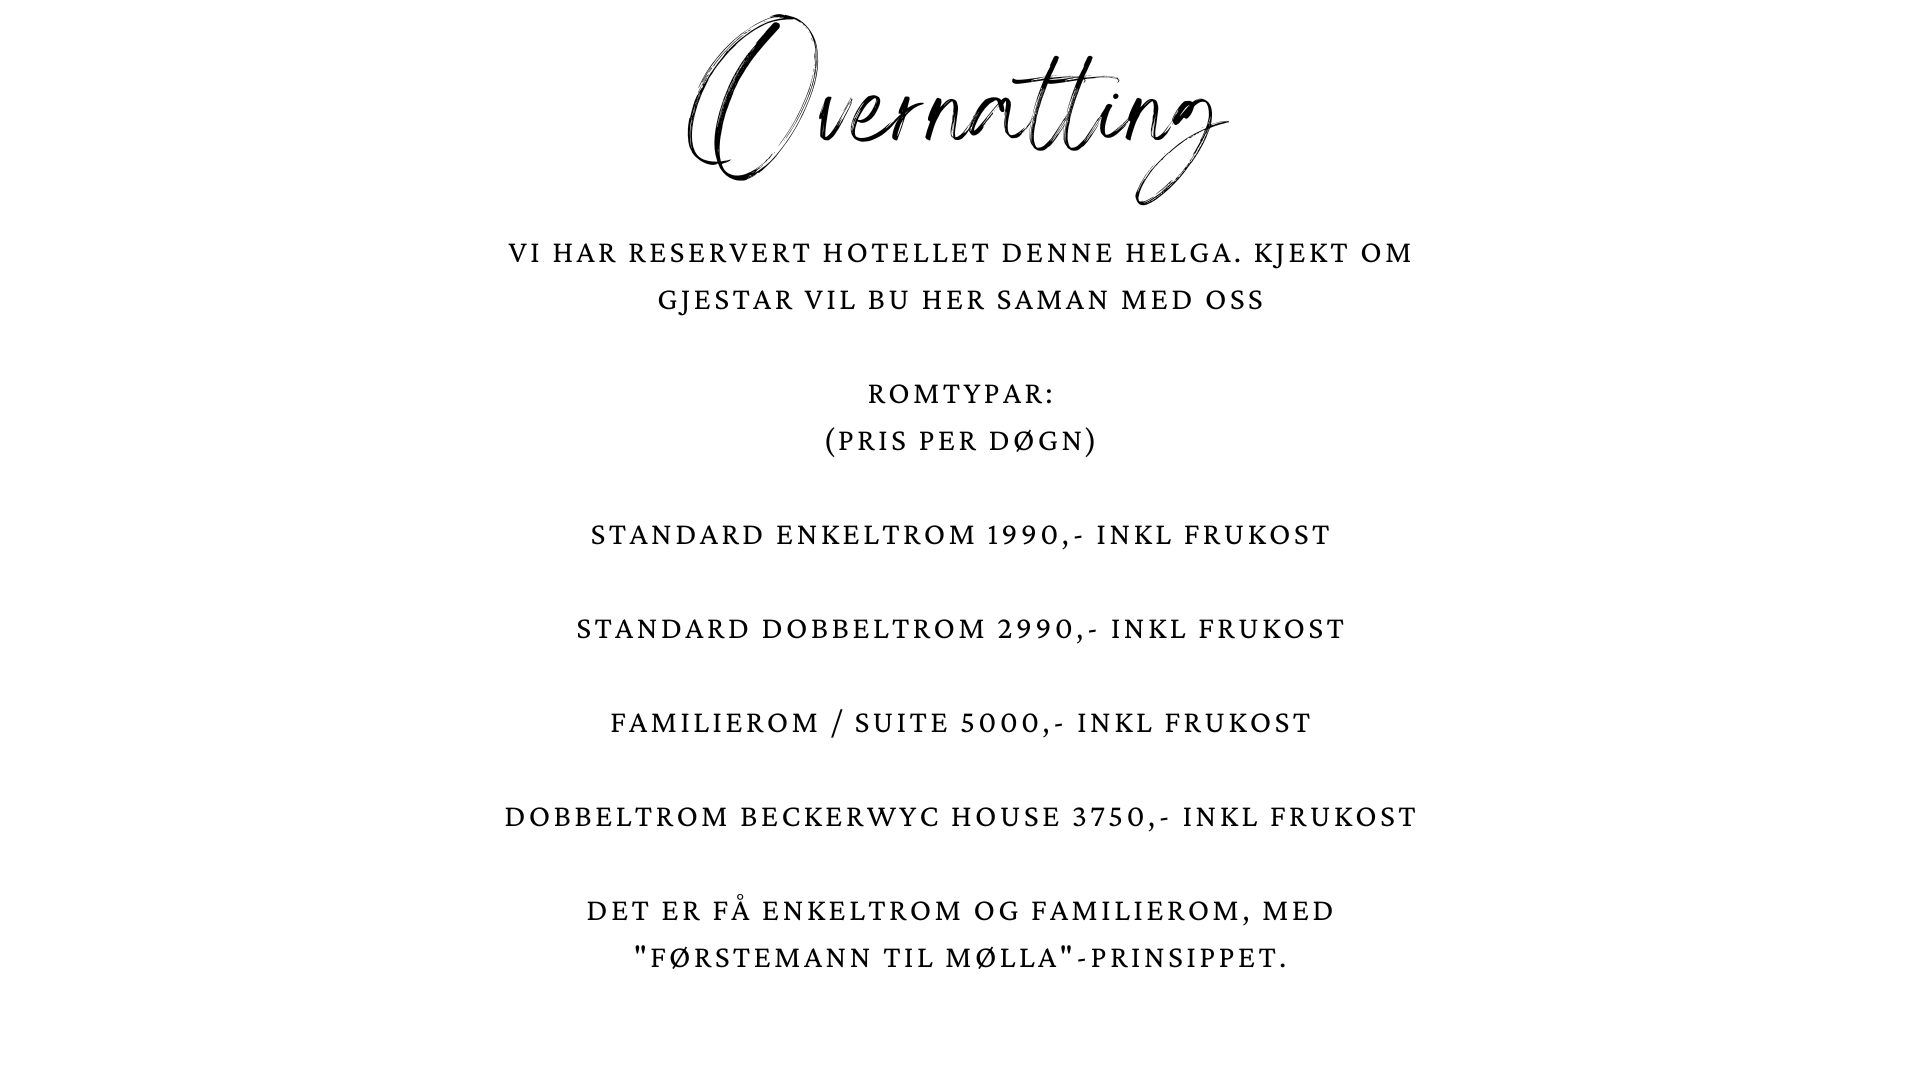 Overnatting
VI HAR RESERVERT HOTELLET DENNE HELGA. KJEKT OM
GJESTAR VIL BU HER SAMAN MED OSS
ROMTYPAR:
(PRIS PER DØGN)
STANDARD ENKELTROM 1990,- INKL FRUKOST
STANDARD DOBBELTROM 2990,- INKL FRUKOST
FAMILIEROM / SUITE 5000,- INKL FRUKOST
DOBBELTROM BECKERWYC HOUSE 3750,- INKL FRUKOST
DET ER FÅ ENKELTROM OG FAMILIEROM, MED
"FØRSTEMANN TIL MØLLA"-PRINSIPPET.